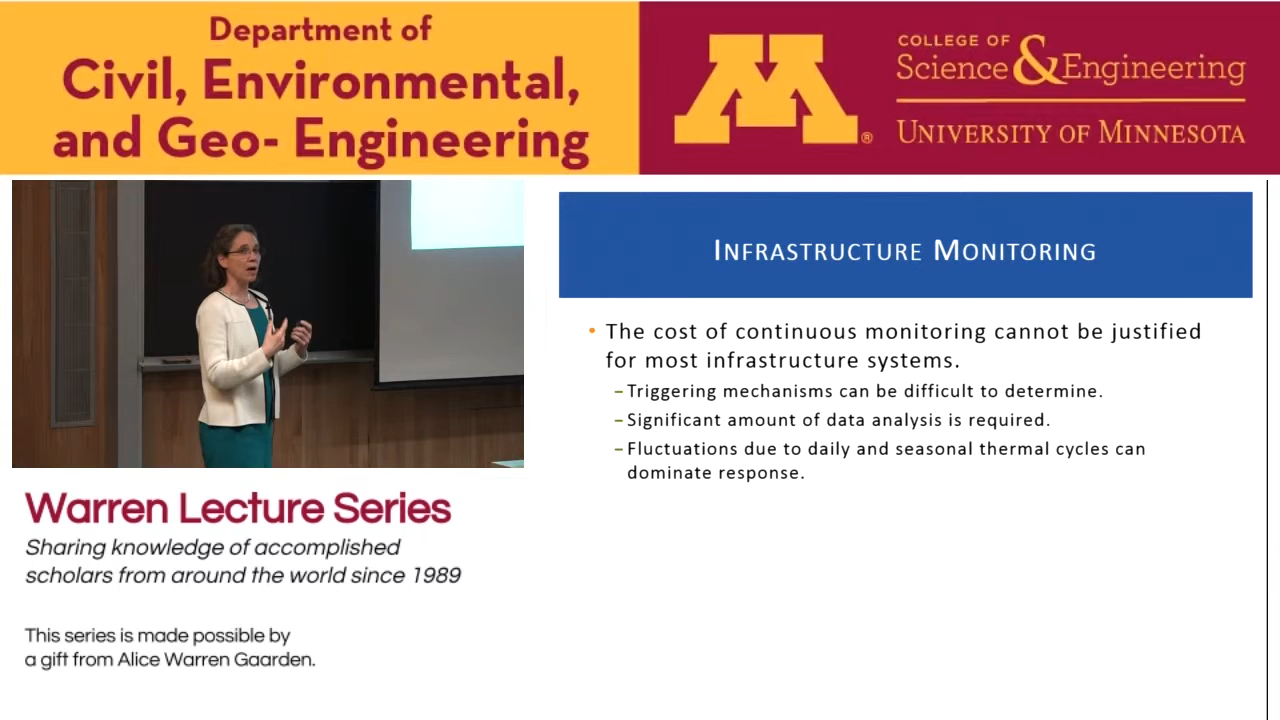 Department of
Civil, Environmental,
and Geo- Engineering
M®
COLLEGE OF
Science & Engineering
UNIVERSITY OF MINNESOTA
INFRASTRUCTURE MONITORING
• The cost of continuous monitoring cannot be justified
for most infrastructure systems.
–Triggering mechanisms can be difficult to determine.
–Significant amount of data analysis is required.
–Fluctuations due to daily and seasonal thermal cycles can
dominate response.
Warren Lecture Series
Sharing knowledge of accomplished
scholars from around the world since 1989
This series is made possible by
a gift from Alice Warren Gaarden.